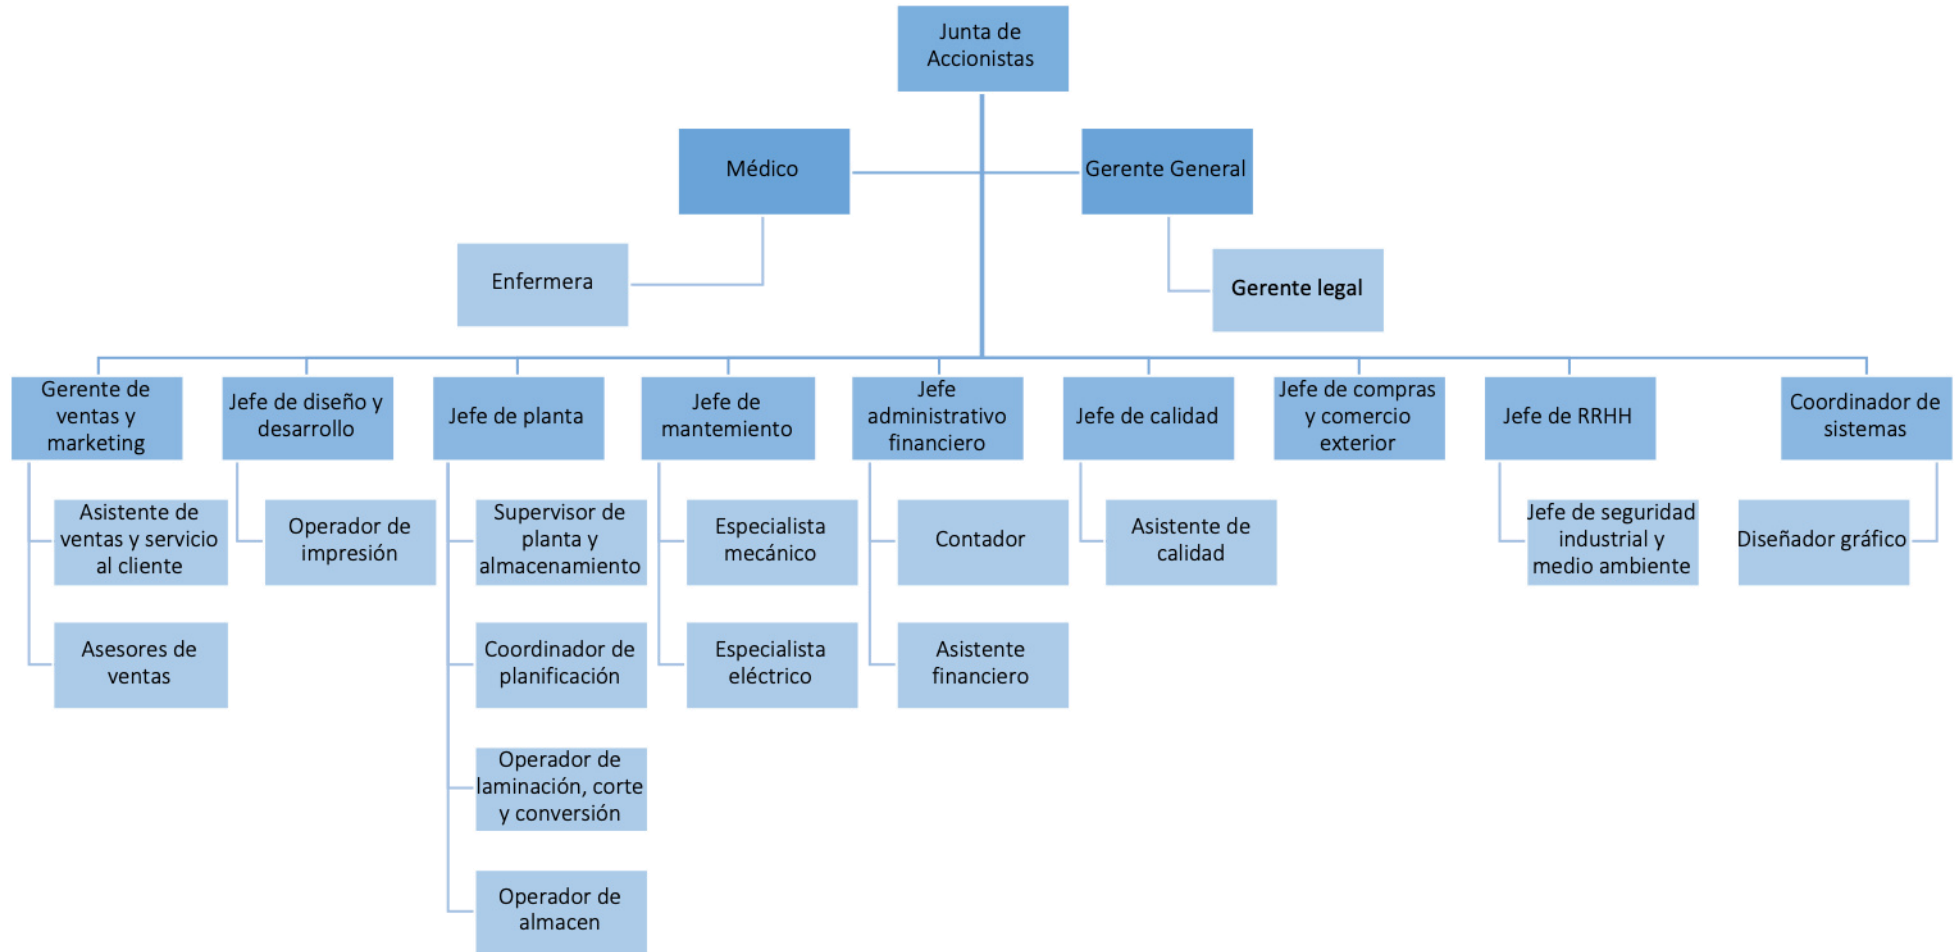 Junta de
Accionistas
Médico
Gerente General
Enfermera
Gerente legal
Gerente de
ventas y
marketing
Jefe de diseño y
desarrollo
Jefe de planta
Jefe de
mantemiento
Jefe
administrativo
financiero
Jefe de calidad
Jefe de compras
y comercio
exterior
Jefe de RRHH
Coordinador de
sistemas
Asistente de
ventas y servicio
al cliente
Operador de
impresión
Supervisor de
planta y
almacenamiento
Especialista
mecánico
Contador
Asistente de
calidad
Jefe de seguridad
industrial y
medio ambiente
Diseñador gráfico
Asesores de
ventas
Coordinador de
planificación
Especialista
eléctrico
Asistente
financiero
Operador de
laminación, corte
y conversión
Operador de
almacen